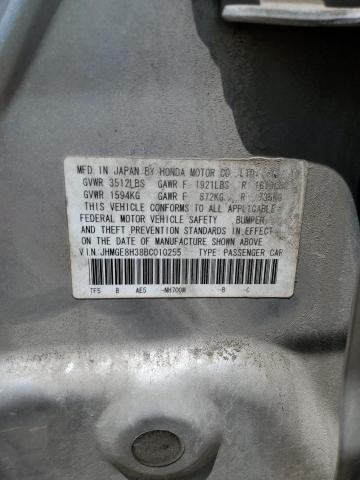 MFD. IN JAPAN BY HONDA MOTOR CO., LTD.
GVWR 3512LBS GAWR F 1921LBS R
GVWR 1594KG GAWR F 872KG R 735KG
THIS VEHICLE CONFORMS TO ALL APPLICABLE
FEDERAL MOTOR VEHICLE SAFETY, BUMPER,
AND THEFT PREVENTION STANDARDS IN EFFECT
ON THE DATE OF MANUFACTURE SHOWN ABOVE.
V.I.N: JHMGE8H38BC010255 TYPE: PASSENGER CAR
TF5 B AE5 -NH700M -B -C